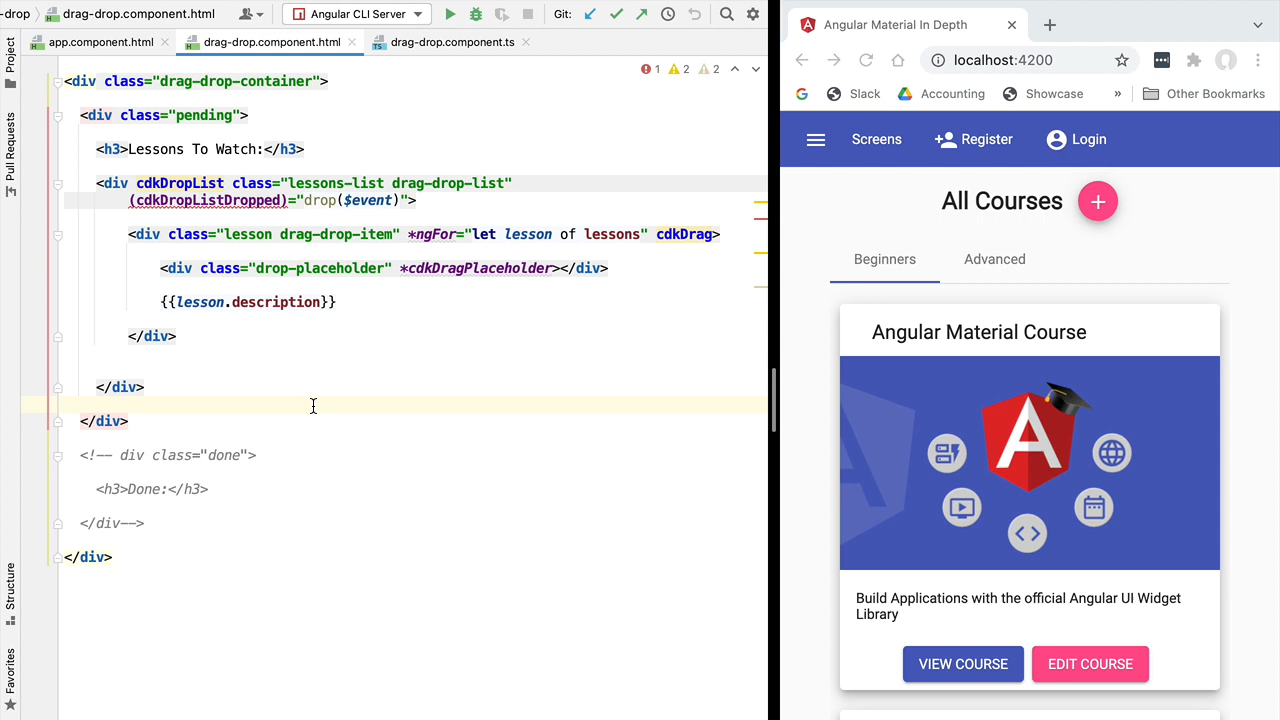 -drop
drag-drop.component.html
Angular CLI Server
Git:
app.component.html
drag-drop.component.html
drag-drop.component.ts
Project
Pull Requests
Structure
Favorites
1
2
2
<div class="drag-drop-container">
<div class="pending">
<h3>Lessons To Watch:</h3>
<div cdkDropList class="lessons-list drag-drop-list"
(cdkDropListDropped)="drop($event)">
<div class="lesson drag-drop-item" *ngFor="let lesson of lessons" cdkDrag>
<div class="drop-placeholder" *cdkDragPlaceholder></div>
{{lesson.description}}
</div>
</div>
</div>
<!-- div class="done">
<h3>Done:</h3>
</div-->
</div>
Angular Material In Depth
localhost:4200
Slack
Accounting
Showcase
»
Other Bookmarks
Screens
Register
Login
All Courses
+
Beginners
Advanced
Angular Material Course
Build Applications with the official Angular UI Widget
Library
VIEW COURSE
EDIT COURSE